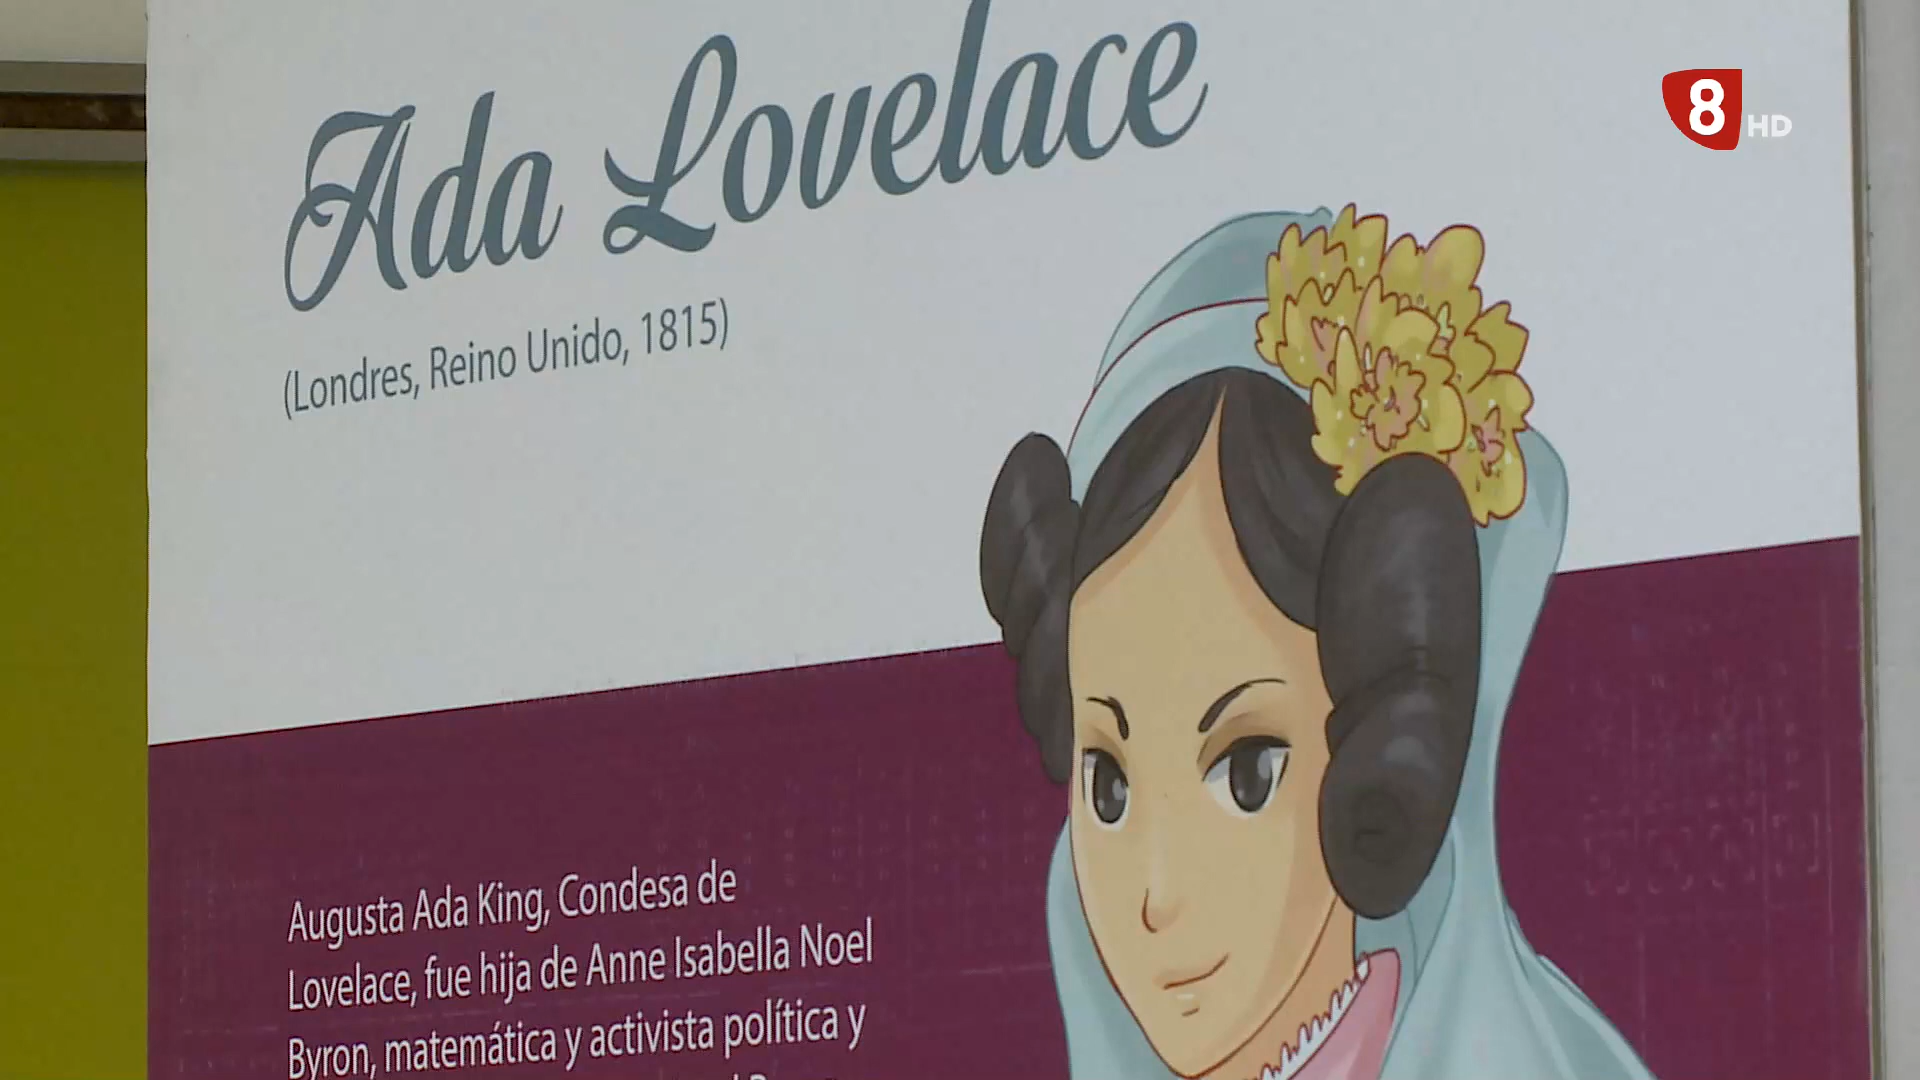 Ada Lovelace
8 HD
(Londres, Reino Unido, 1815)
Augusta Ada King, Condesa de
Lovelace, fue hija de Anne Isabella Noel
Byron, matemática y activista política y